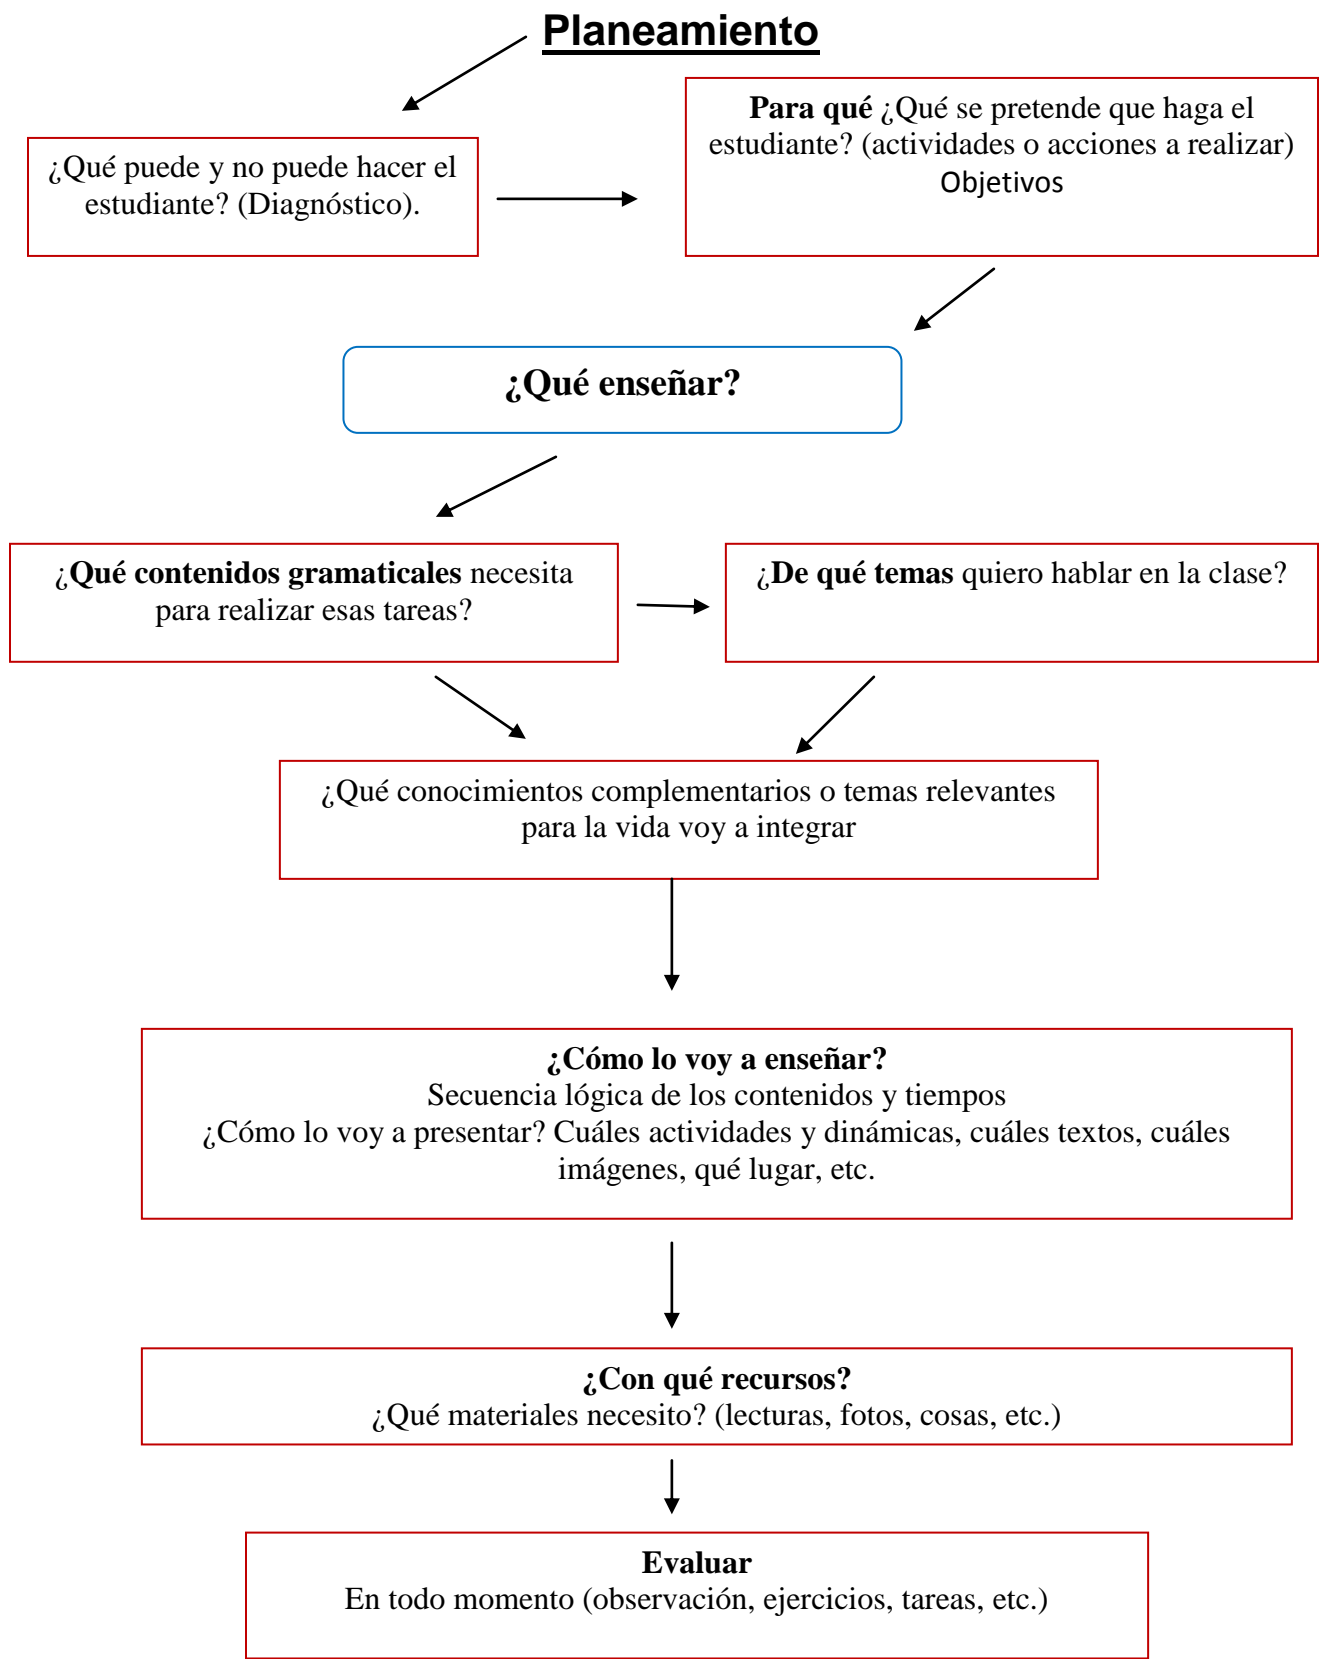 Planeamiento
¿Qué puede y no puede hacer el
estudiante? (Diagnóstico).
Para qué ¿Qué se pretende que haga el
estudiante? (actividades o acciones a realizar)
Objetivos
¿Qué enseñar?
¿Qué contenidos gramaticales necesita
para realizar esas tareas?
¿De qué temas quiero hablar en la clase?
¿Qué conocimientos complementarios o temas relevantes
para la vida voy a integrar
¿Cómo lo voy a enseñar?
Secuencia lógica de los contenidos y tiempos
¿Cómo lo voy a presentar? Cuáles actividades y dinámicas, cuáles textos, cuáles
imágenes, qué lugar, etc.
¿Con qué recursos?
¿Qué materiales necesito? (lecturas, fotos, cosas, etc.)
Evaluar
En todo momento (observación, ejercicios, tareas, etc.)